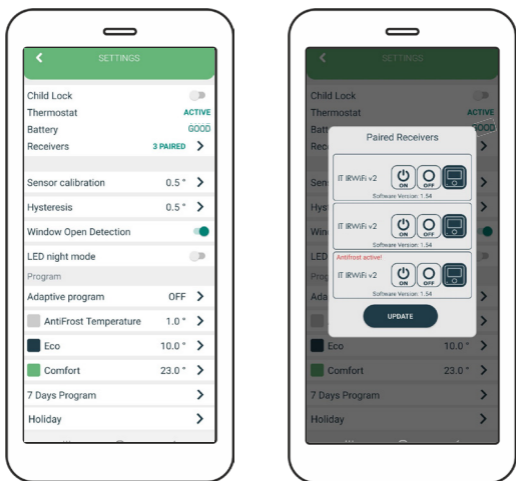 SETTINGS
Child Lock
Thermostat ACTIVE
Battery GOOD
Receivers 3 PAIRED
Sensor calibration 0.5 °
Hysteresis 0.5 °
Window Open Detection
LED night mode
Program
Adaptive program OFF
AntiFrost Temperature 1.0 °
Eco 10.0 °
Comfort 23.0 °
7 Days Program
Holiday
SETTINGS
Child Lock
Thermostat ACTIVE
Batt GOOD
Rece
Paired Receivers
IT IRWiFi v2 ON OFF
Software Version: 1.54
IT IRWiFi v2 ON OFF
Software Version: 1.54
Antifrost active!
IT IRWiFi v2 ON OFF
Software Version: 1.54
UPDATE
Sen
Hys
Win
LED
Prog
Ada
Eco 10.0 °
Comfort 23.0 °
7 Days Program
Holiday